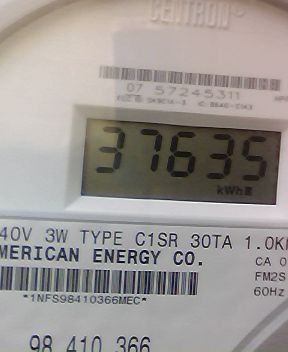 CENTRON®
07 57245311
37635
kWh
40V 3W TYPE C1SR 30TA 1.0K
MERICAN ENERGY CO.
CA 0
FM2S
*1NFS98410366MEC*
60Hz
98 410 366